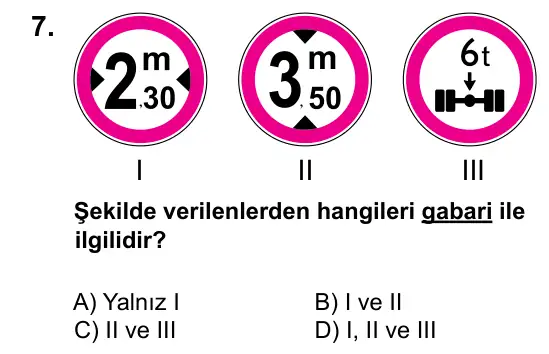 7.
2,30 m
3,50 m
6t
I
II
III
Şekilde verilenlerden hangileri gabari ile
ilgilidir?
A) Yalnız I
B) I ve II
C) II ve III
D) I, II ve III